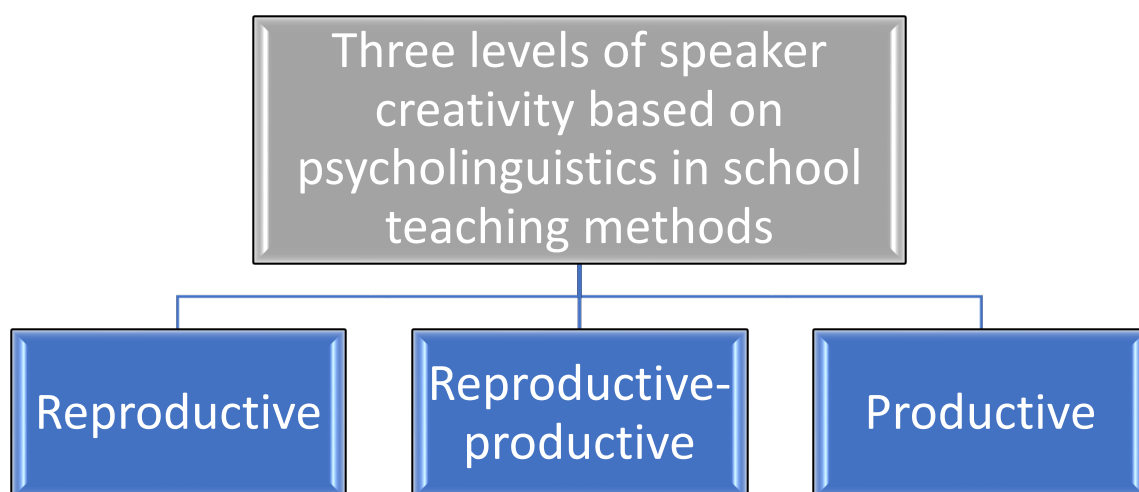 Three levels of speaker
creativity based on
psycholinguistics in school
teaching methods
Reproductive
Reproductive-
productive
Productive